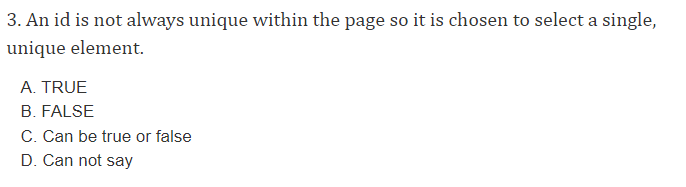 3. An id is not always unique within the page so it is chosen to select a single,
unique element.
A. TRUE
B. FALSE
C. Can be true or false
D. Can not say